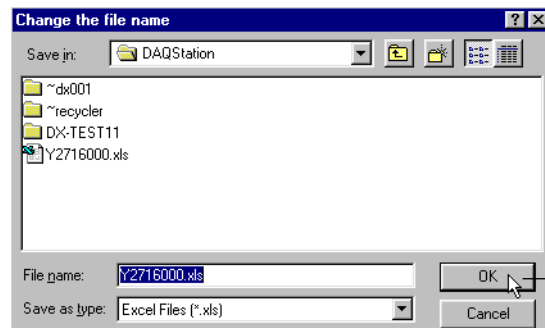 Change the file name
Save in: DAQStation
~dx001
~recycler
DX-TEST11
Y2716000.xls
File name: Y2716000.xls OK
Save as type: Excel Files (*.xls) Cancel